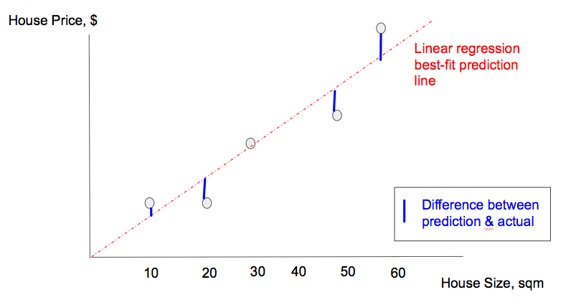 House Price, $
Linear regression
best-fit prediction
line
Difference between
prediction & actual
10 20 30 40 50 60
House Size, sqm